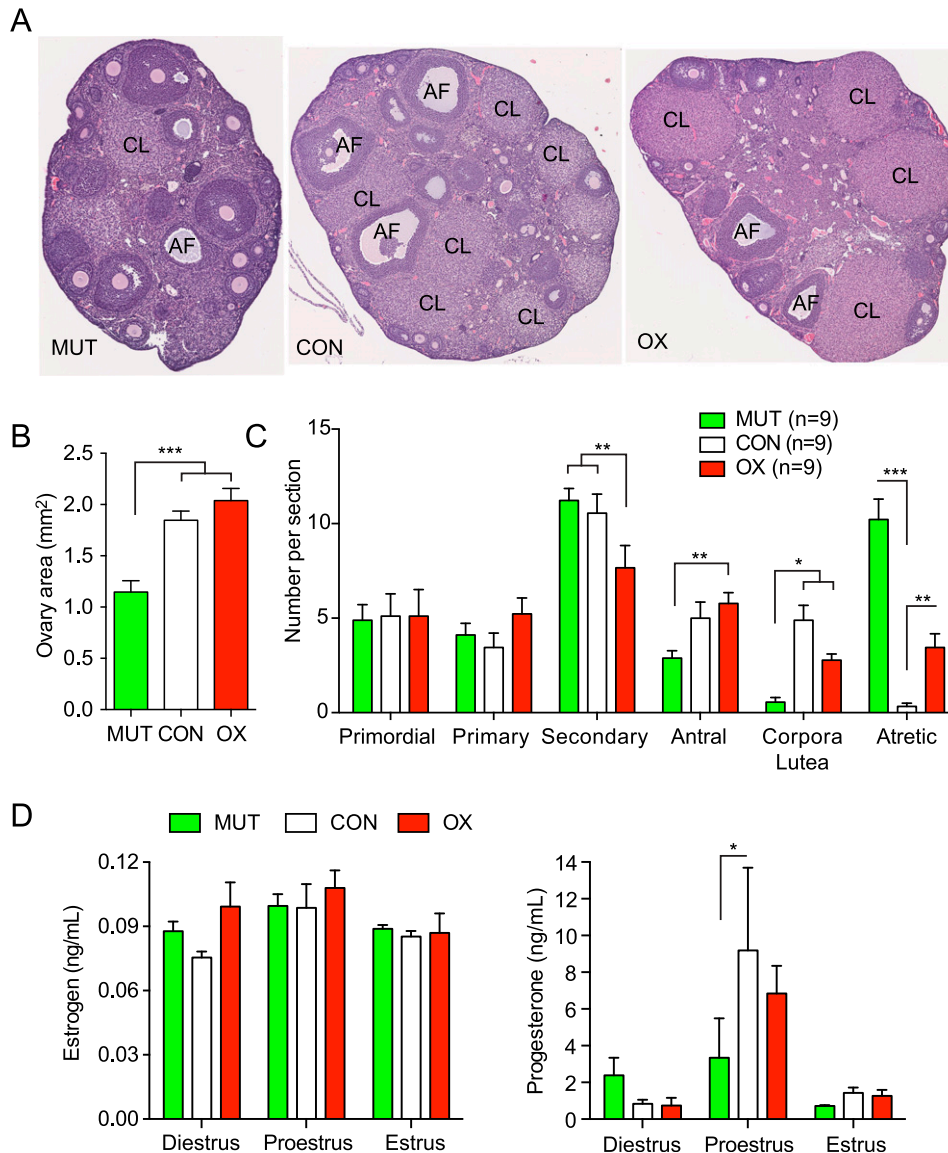 A
CL
AF
MUT
AF
AF
CL
CL
AF
CL
CL
CL
CON
CL
CL
CL
AF
AF
CL
OX
B
Ovary area (mm²)
2.5
2.0
1.5
1.0
0.5
0.0
***
MUT CON OX
C
Number per section
15
10
5
0
MUT (n=9)
CON (n=9)
OX (n=9)
**
**
*
***
**
Primordial Primary Secondary Antral Corpora Lutea Atretic
D
MUT CON OX
Estrogen (ng/mL)
0.12
0.09
0.06
0.03
0.00
Diestrus Proestrus Estrus
Progesterone (ng/mL)
14
12
10
8
6
4
2
0
*
Diestrus Proestrus Estrus